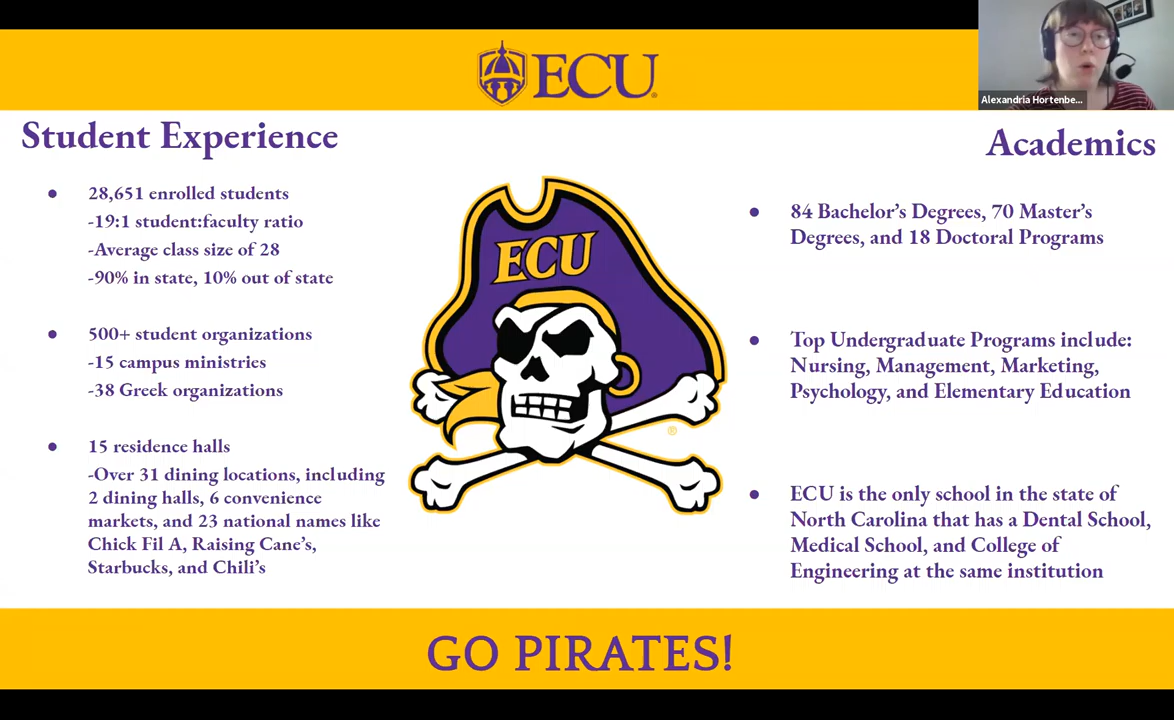 ECU
Alexandria Hortenbe...
Student Experience
• 28,651 enrolled students
-19:1 student:faculty ratio
-Average class size of 28
-90% in state, 10% out of state
• 500+ student organizations
-15 campus ministries
-38 Greek organizations
• 15 residence halls
-Over 31 dining locations, including
2 dining halls, 6 convenience
markets, and 23 national names like
Chick Fil A, Raising Cane's,
Starbucks, and Chili's
ECU
®
Academics
• 84 Bachelor's Degrees, 70 Master's
Degrees, and 18 Doctoral Programs
• Top Undergraduate Programs include:
Nursing, Management, Marketing,
Psychology, and Elementary Education
• ECU is the only school in the state of
North Carolina that has a Dental School,
Medical School, and College of
Engineering at the same institution
GO PIRATES!